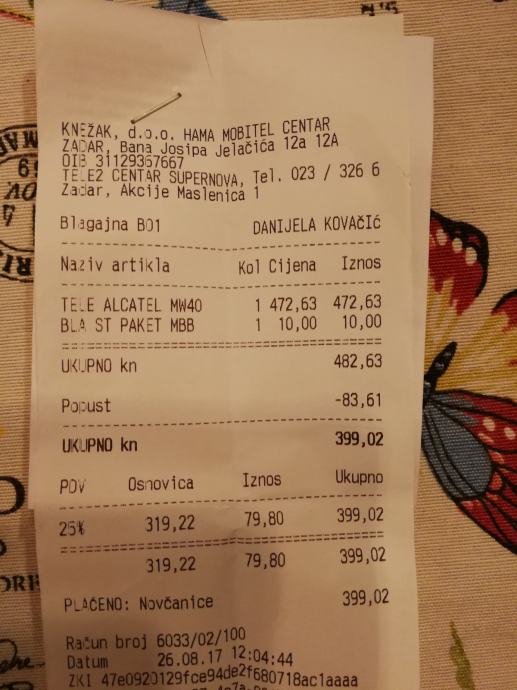 KNEŽAK, d.o.o. HAMA MOBITEL CENTAR
ZADAR, Bana Josipa Jelačića 12a 12A
OIB 31129367667
TELE2 CENTAR SUPERNOVA, Tel. 023 / 326 6
Zadar, Akcije Maslenica 1
Blagajna B01 DANIJELA KOVAČIĆ
Naziv artikla Kol Cijena Iznos
TELE ALCATEL MW40 1 472,63 472,63
BLA ST PAKET MBB 1 10,00 10,00
UKUPNO kn 482,63
Popust -83,61
UKUPNO kn 399,02
PDV Osnovica Iznos Ukupno
25% 319,22 79,80 399,02
319,22 79,80 399,02
PLAĆENO: Novčanice 399,02
Račun broj 6033/02/100
Datum 26.08.17 12:04:44
ZKI 47e0920129fce94de2f680718ac1aaaa